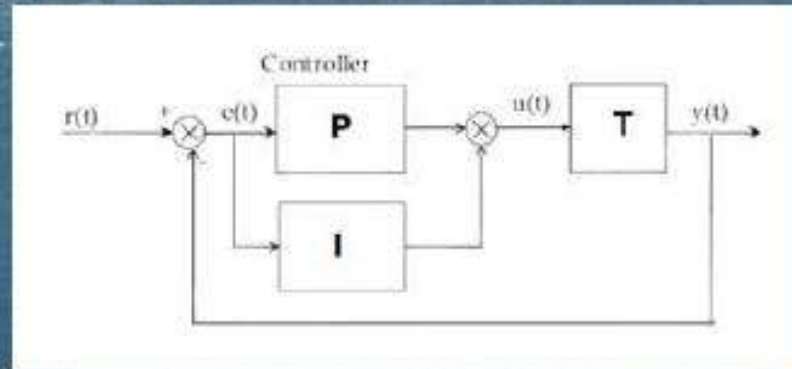 Controller
r(t)
+
e(t)
P
u(t)
T
y(t)
I